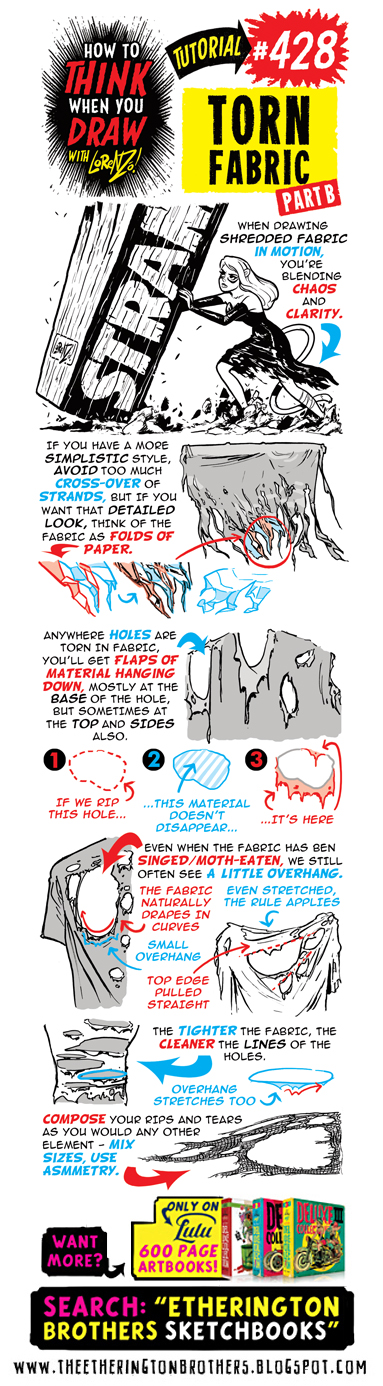 HOW TO
THINK
WHEN YOU
DRAW
WITH LORENZO!
TUTORIAL
#428
TORN
FABRIC
PART B
WHEN DRAWING
SHREDDED FABRIC
IN MOTION,
YOU'RE
BLENDING
CHAOS
AND
CLARITY.
STRAN
LORENZO
IF YOU HAVE A MORE
SIMPLISTIC STYLE,
AVOID TOO MUCH
CROSS-OVER OF
STRANDS, BUT IF YOU
WANT THAT DETAILED
LOOK, THINK OF THE
FABRIC AS FOLDS OF
PAPER.
ANYWHERE HOLES ARE
TORN IN FABRIC,
YOU'LL GET FLAPS OF
MATERIAL HANGING
DOWN, MOSTLY AT THE
BASE OF THE HOLE,
BUT SOMETIMES AT
THE TOP AND SIDES
ALSO.
1
IF WE RIP
THIS HOLE...
2
...THIS MATERIAL
DOESN'T
DISAPPEAR...
3
...IT'S HERE
EVEN WHEN THE FABRIC HAS BEN
SINGED/MOTH-EATEN, WE STILL
OFTEN SEE A LITTLE OVERHANG.
THE FABRIC
NATURALLY
DRAPES IN
CURVES
SMALL
OVERHANG
EVEN STRETCHED,
THE RULE APPLIES
TOP EDGE
PULLED
STRAIGHT
THE TIGHTER THE FABRIC, THE
CLEANER THE LINES OF THE
HOLES.
OVERHANG
STRETCHES TOO
COMPOSE YOUR RIPS AND TEARS
AS YOU WOULD ANY OTHER
ELEMENT - MIX
SIZES, USE
ASMMETRY.
WANT
MORE?
ONLY ON
Lulu
600 PAGE
ARTBOOKS!
SEARCH: "ETHERINGTON
BROTHERS SKETCHBOOKS"
WWW.THEETHERINGTONBROTHERS.BLOGSPOT.COM